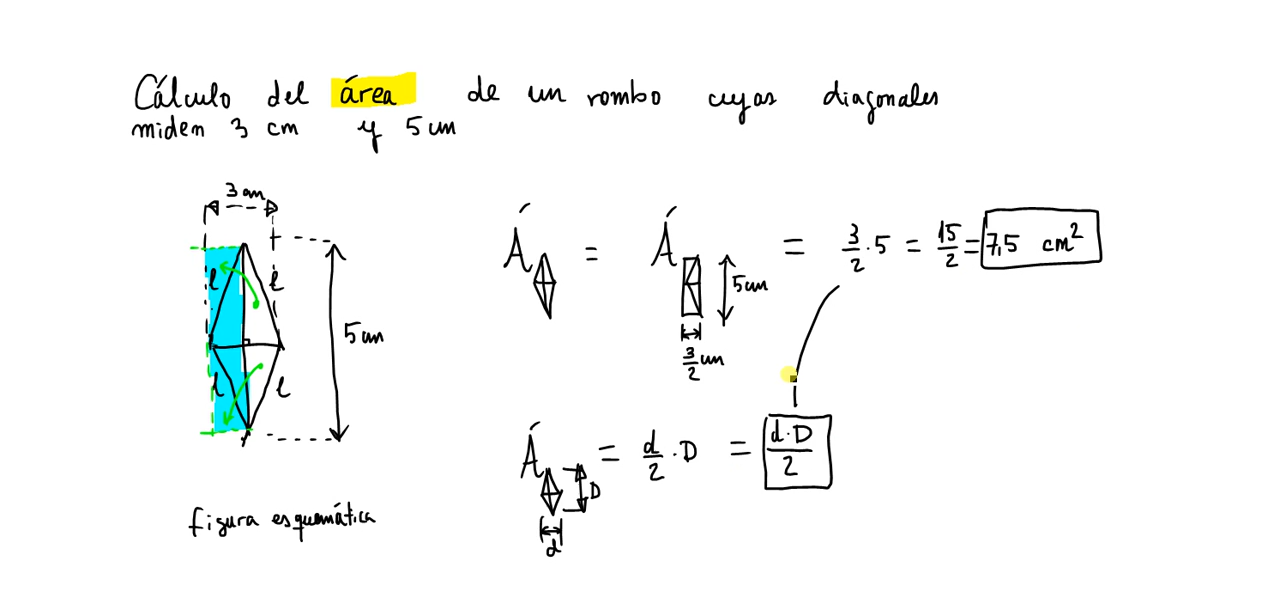 Cálculo del área de un rombo cuyas diagonales
miden 3 cm y 5 cm
3 cm
l l
5 cm
l l
figura esquemática
Á = Á = 3/2 · 5 = 15/2 = 7,5 cm²
5 cm
3/2 cm
Á = d/2 · D = d·D/2
D
d